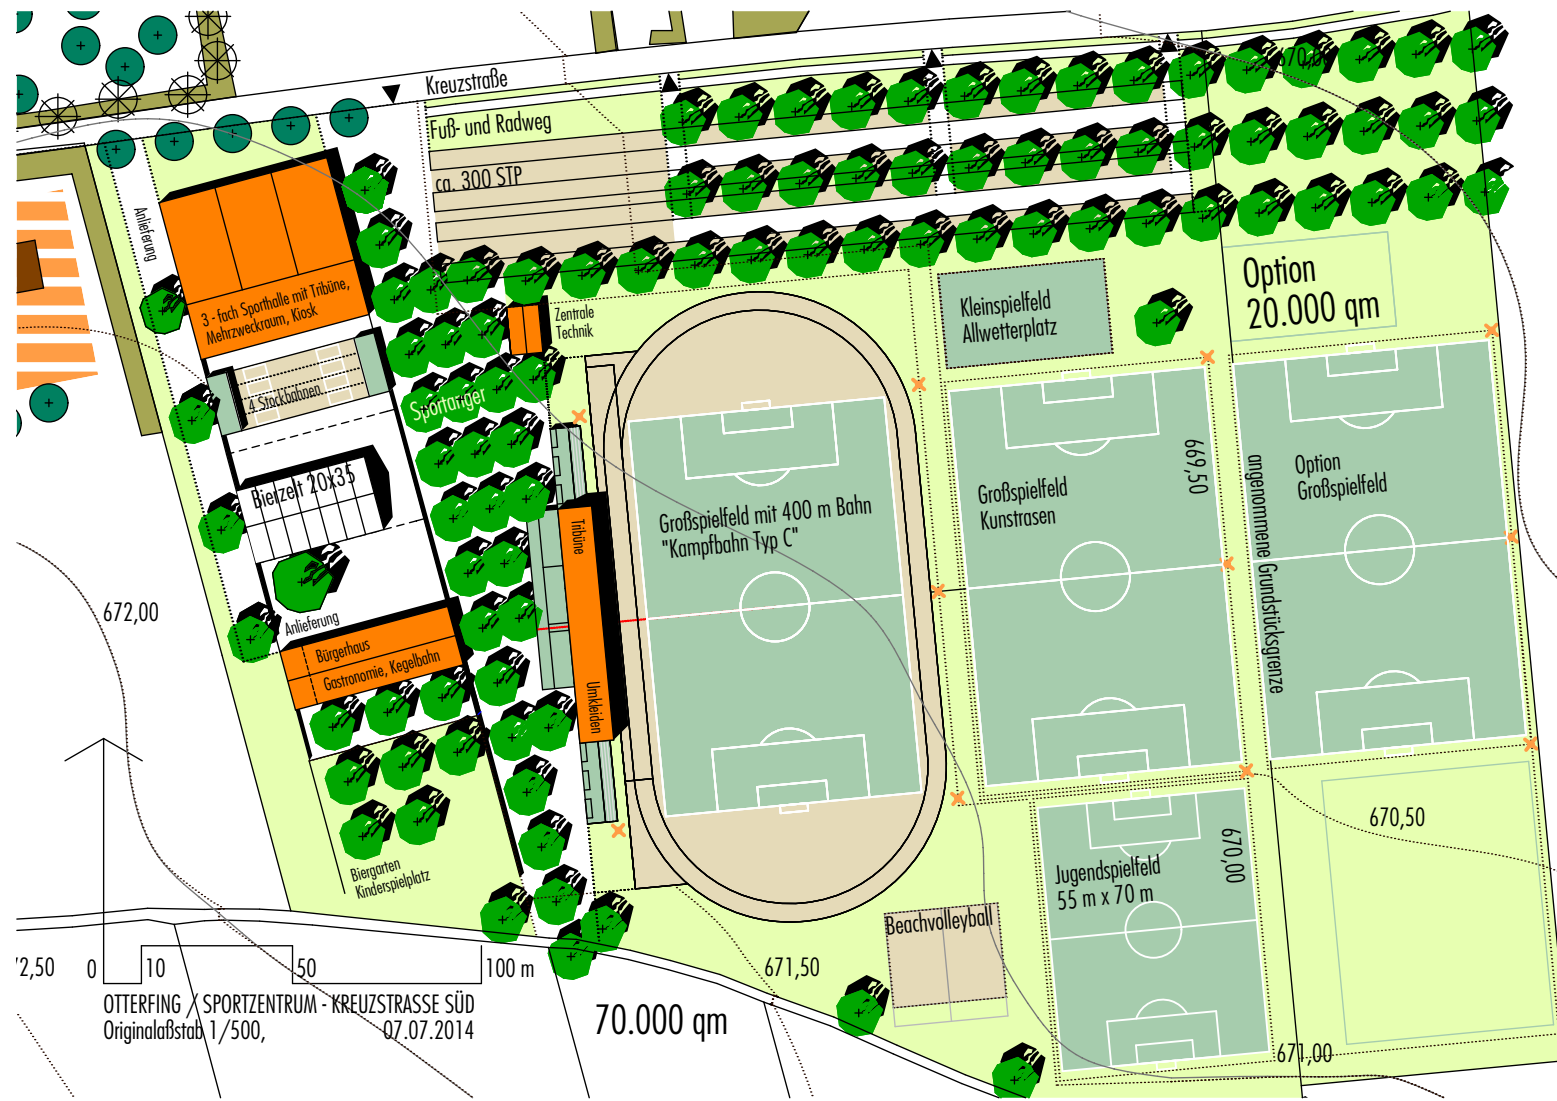 Kreuzstraße
Fuß- und Radweg
ca. 300 STP
670,00
Anlieferung
3 - fach Sporthalle mit Tribüne,
Mehrzweckraum, Kiosk
Zentrale
Technik
Kleinspielfeld
Allwetterplatz
Option
20.000 qm
4 Stockbahnen
Sportanger
Bierzelt 20x35
Tribüne
Umkleiden
Großspielfeld mit 400 m Bahn
"Kampfbahn Typ C"
Großspielfeld
Kunstrasen
669,50
angenommene Grundstücksgrenze
Option
Großspielfeld
672,00
Anlieferung
Bürgerhaus
Gastronomie, Kegelbahn
Biergarten
Kinderspielplatz
Jugendspielfeld
55 m x 70 m
670,00
670,50
Beachvolleyball
671,50
671,00
72,50
0 10 50 100 m
OTTERFING / SPORTZENTRUM - KREUZSTRASSE SÜD
Originalaßstab 1/500, 07.07.2014
70.000 qm